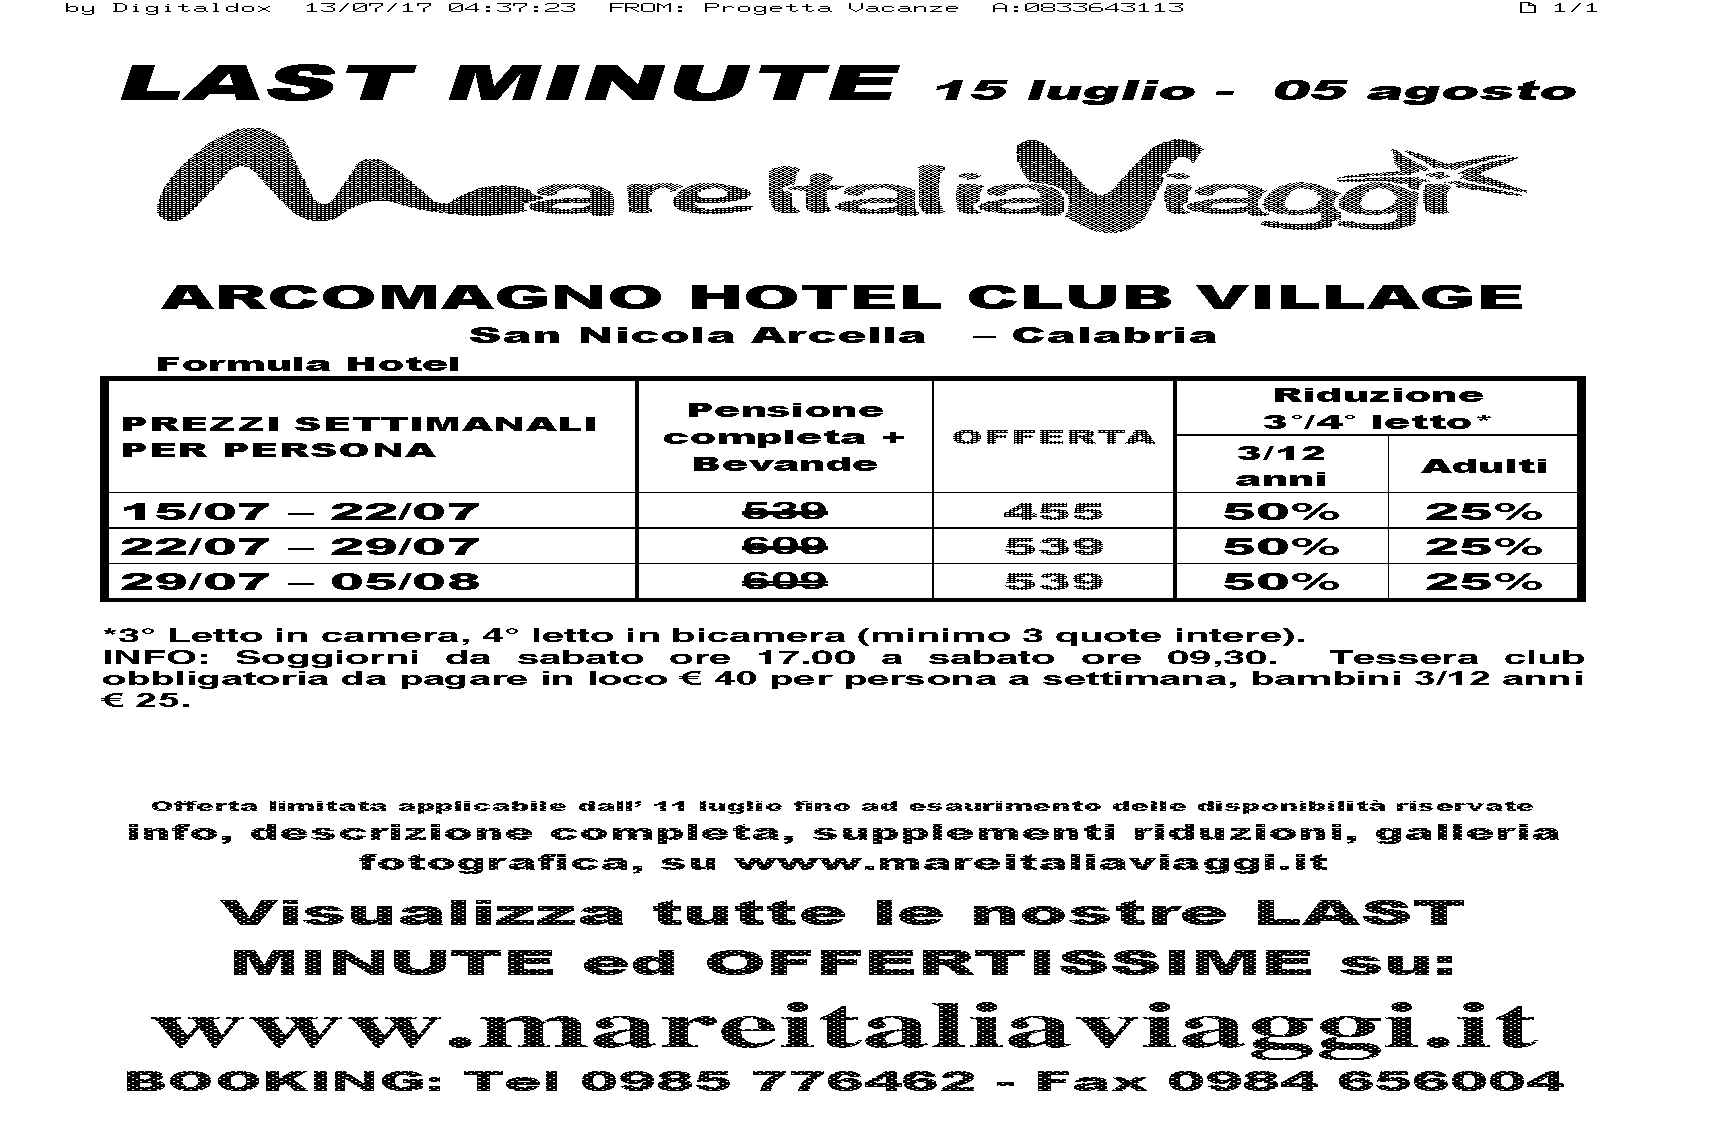 by Digitaldox 13/07/17 04:37:23 FROM: Progetta Vacanze A:0833643113 1/1
LAST MINUTE 15 luglio - 05 agosto
Mare Italia Viaggi
ARCOMAGNO HOTEL CLUB VILLAGE
San Nicola Arcella – Calabria
Formula Hotel
PREZZI SETTIMANALI
PER PERSONA
Pensione
completa +
Bevande
OFFERTA
Riduzione
3°/4° letto*
3/12
anni
Adulti
15/07 – 22/07 539 455 50% 25%
22/07 – 29/07 609 539 50% 25%
29/07 – 05/08 609 539 50% 25%
*3° Letto in camera, 4° letto in bicamera (minimo 3 quote intere).
INFO: Soggiorni da sabato ore 17.00 a sabato ore 09,30. Tessera club
obbligatoria da pagare in loco € 40 per persona a settimana, bambini 3/12 anni
€ 25.
Offerta limitata applicabile dall' 11 luglio fino ad esaurimento delle disponibilità riservate
info, descrizione completa, supplementi riduzioni, galleria
fotografica, su www.mareitaliaviaggi.it
Visualizza tutte le nostre LAST
MINUTE ed OFFERTISSIME su:
www.mareitaliaviaggi.it
BOOKING: Tel 0985 776462 - Fax 0984 656004